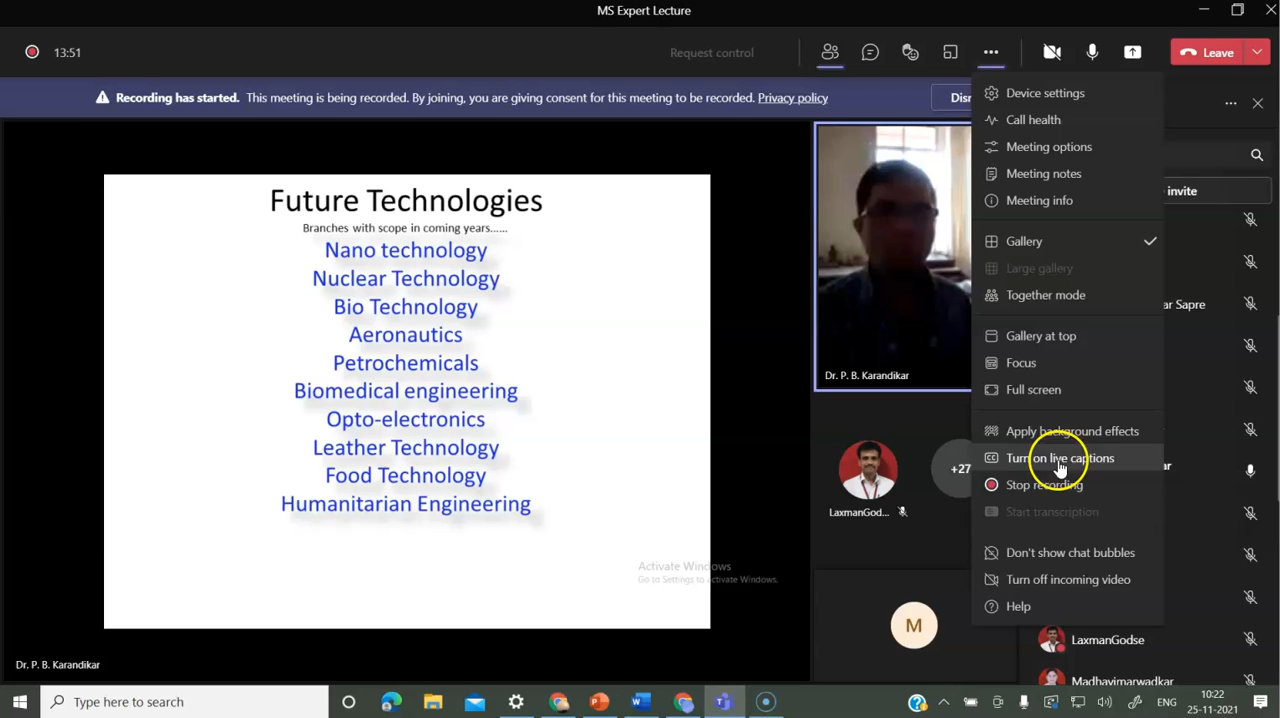 MS Expert Lecture
13:51
Request control
Leave
Recording has started. This meeting is being recorded. By joining, you are giving consent for this meeting to be recorded. Privacy policy
Device settings
Call health
Meeting options
Meeting notes
Meeting info
invite
Gallery
Large gallery
Together mode
Gallery at top
Focus
Full screen
Apply background effects
Turn on live captions
Stop recording
Start transcription
Don't show chat bubbles
Turn off incoming video
Help
Future Technologies
Branches with scope in coming years......
Nano technology
Nuclear Technology
Bio Technology
Aeronautics
Petrochemicals
Biomedical engineering
Opto-electronics
Leather Technology
Food Technology
Humanitarian Engineering
Activate Windows
Go to Settings to Activate Windows.
Dr. P. B. Karandikar
Dr. P. B. Karandikar
LaxmanGod...
+27
M
Sapre
LaxmanGodse
Madhavimarwadkar
Type here to search
ENG
10:22
25-11-2021